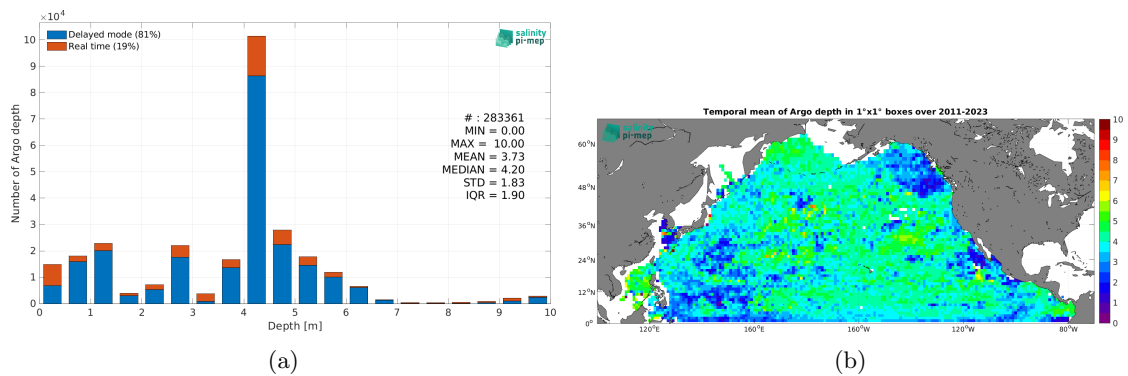 ×10⁴
Delayed mode (81%)
Real time (19%)
salinity
pi-mep
Number of Argo depth
10
9
8
7
6
5
4
3
2
1
0
# : 283361
MIN = 0.00
MAX = 10.00
MEAN = 3.73
MEDIAN = 4.20
STD = 1.83
IQR = 1.90
0 1 2 3 4 5 6 7 8 9 10
Depth [m]
(a)
Temporal mean of Argo depth in 1°x1° boxes over 2011-2023
salinity
pi-mep
60°N
48°N
36°N
24°N
12°N
0°
120°E 160°E 160°W 120°W 80°W
10
9
8
7
6
5
4
3
2
1
0
(b)